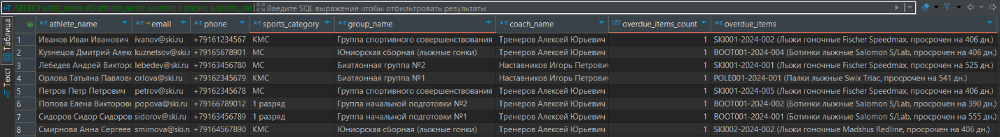 SELECT u.full_name AS athlete_name, u.email, u.phone, a.sports_cat Введите SQL выражение чтобы отфильтровать результаты
Таблица
Текст
athlete_name email phone sports_category group_name coach_name 123 overdue_items_count overdue_items
1 Иванов Иван Иванович ivanov@ski.ru +79161234567 КМС Группа спортивного совершенствования Тренеров Алексей Юрьевич 1 SKI001-2024-002 (Лыжи гоночные Fischer Speedmax, просрочен на 406 дн.)
2 Кузнецов Дмитрий Алек kuznetsov@ski.ru +79165678901 МС Юниорская сборная (лыжные гонки) Тренеров Алексей Юрьевич 1 BOOT001-2024-004 (Ботинки лыжные Salomon S/Lab, просрочен на 406 дн.)
3 Лебедев Андрей Виктор lebedev@ski.ru +79163456780 МС Биатлонная группа №2 Наставников Игорь Петрови 1 SKI001-2024-001 (Лыжи гоночные Fischer Speedmax, просрочен на 525 дн.)
4 Орлова Татьяна Павлов orlova@ski.ru +79162345679 КМС Биатлонная группа №1 Наставников Игорь Петрови 1 POLE001-2024-001 (Палки лыжные Swix Triac, просрочен на 541 дн.)
5 Петров Петр Петрович petrov@ski.ru +79162345678 МС Группа спортивного совершенствования Тренеров Алексей Юрьевич 1 SKI001-2024-005 (Лыжи гоночные Fischer Speedmax, просрочен на 406 дн.)
6 Попова Елена Викторовн popova@ski.ru +79166789012 1 разряд Группа начальной подготовки №2 Тренеров Алексей Юрьевич 1 BOOT001-2024-002 (Ботинки лыжные Salomon S/Lab, просрочен на 390 дн.)
7 Сидоров Сидор Сидоров sidorov@ski.ru +79163456789 1 разряд Группа начальной подготовки №1 Тренеров Алексей Юрьевич 1 BOOT001-2024-001 (Ботинки лыжные Salomon S/Lab, просрочен на 555 дн.)
8 Смирнова Анна Сергеев smirnova@ski.ru +79164567890 КМС Юниорская сборная (лыжные гонки) Тренеров Алексей Юрьевич 1 SKI002-2024-002 (Лыжи гоночные Madshus Redline, просрочен на 406 дн.)